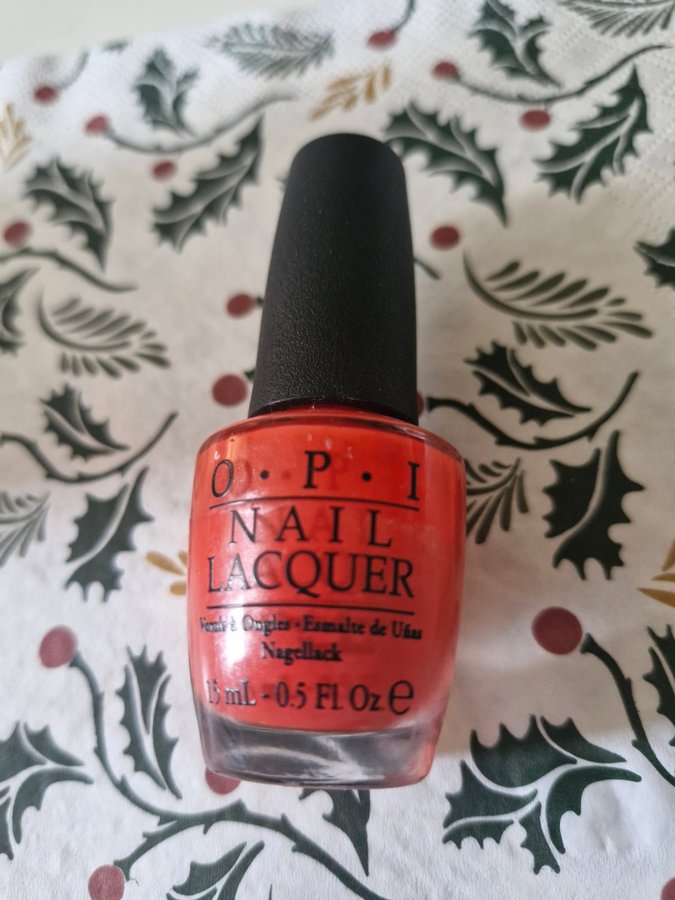 O·P·I
NAIL
LACQUER
Vernis à Ongles · Esmalte de Uñas
Nagellack
15 mL - 0.5 Fl. Oz ℮